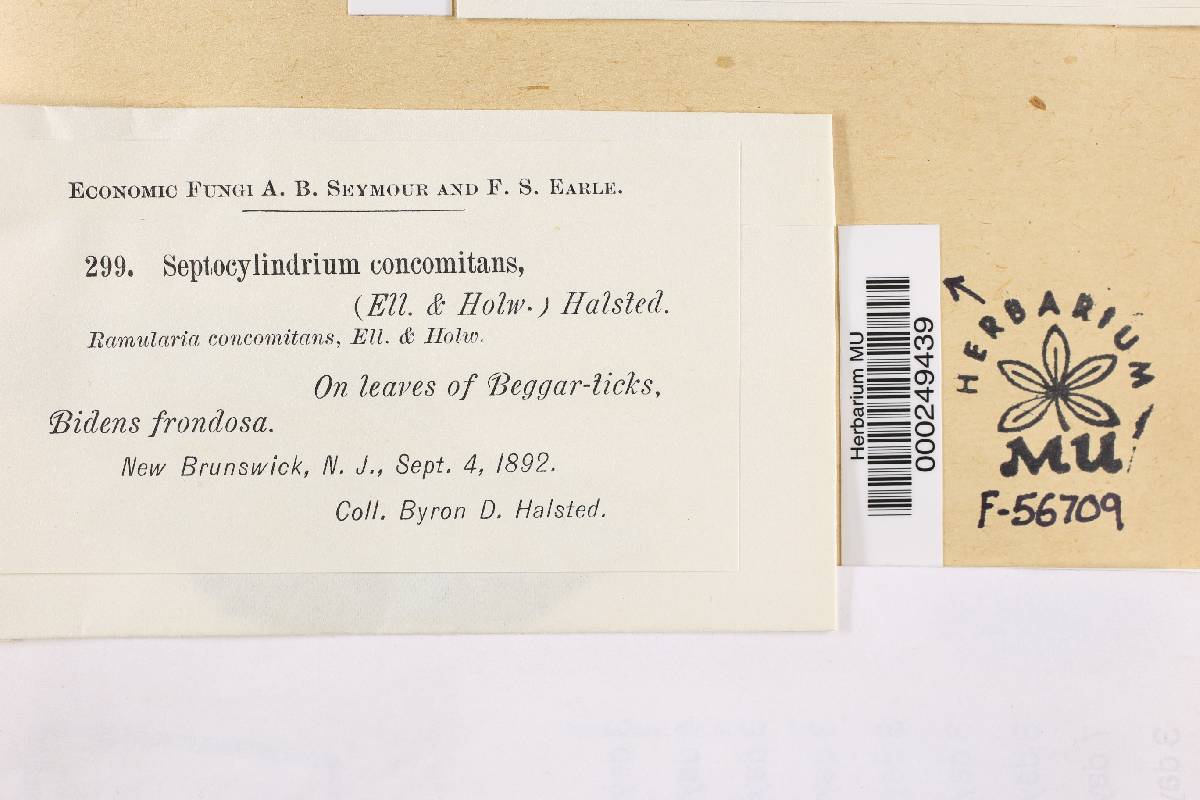 Economic Fungi A. B. Seymour and F. S. Earle.
299. Septocylindrium concomitans,
(Ell. & Holw.) Halsted.
Ramularia concomitans, Ell. & Holw.
On leaves of Beggar-ticks,
Bidens frondosa.
New Brunswick, N. J., Sept. 4, 1892.
Coll. Byron D. Halsted.
Herbarium MU
000249439
HERBARIUM
MU
F-56709